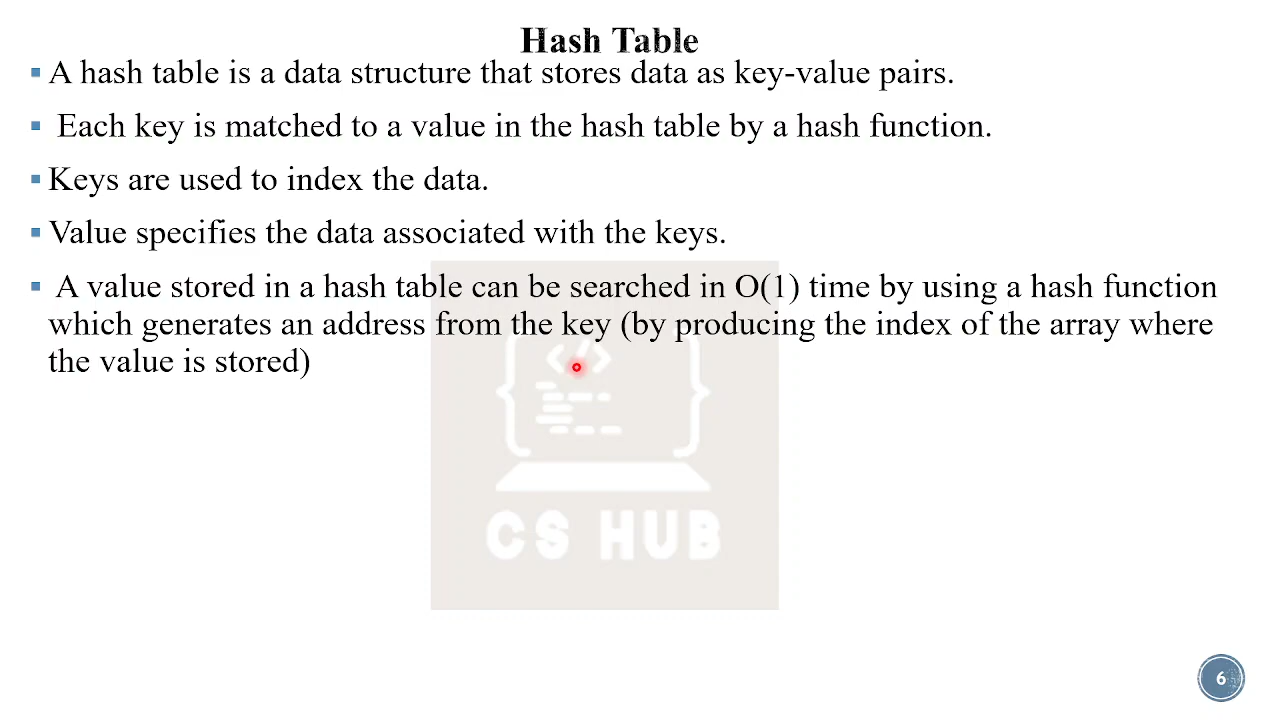 Hash Table
▪ A hash table is a data structure that stores data as key-value pairs.
▪ Each key is matched to a value in the hash table by a hash function.
▪ Keys are used to index the data.
▪ Value specifies the data associated with the keys.
▪ A value stored in a hash table can be searched in O(1) time by using a hash function
which generates an address from the key (by producing the index of the array where
the value is stored)
</>
CS HUB
6